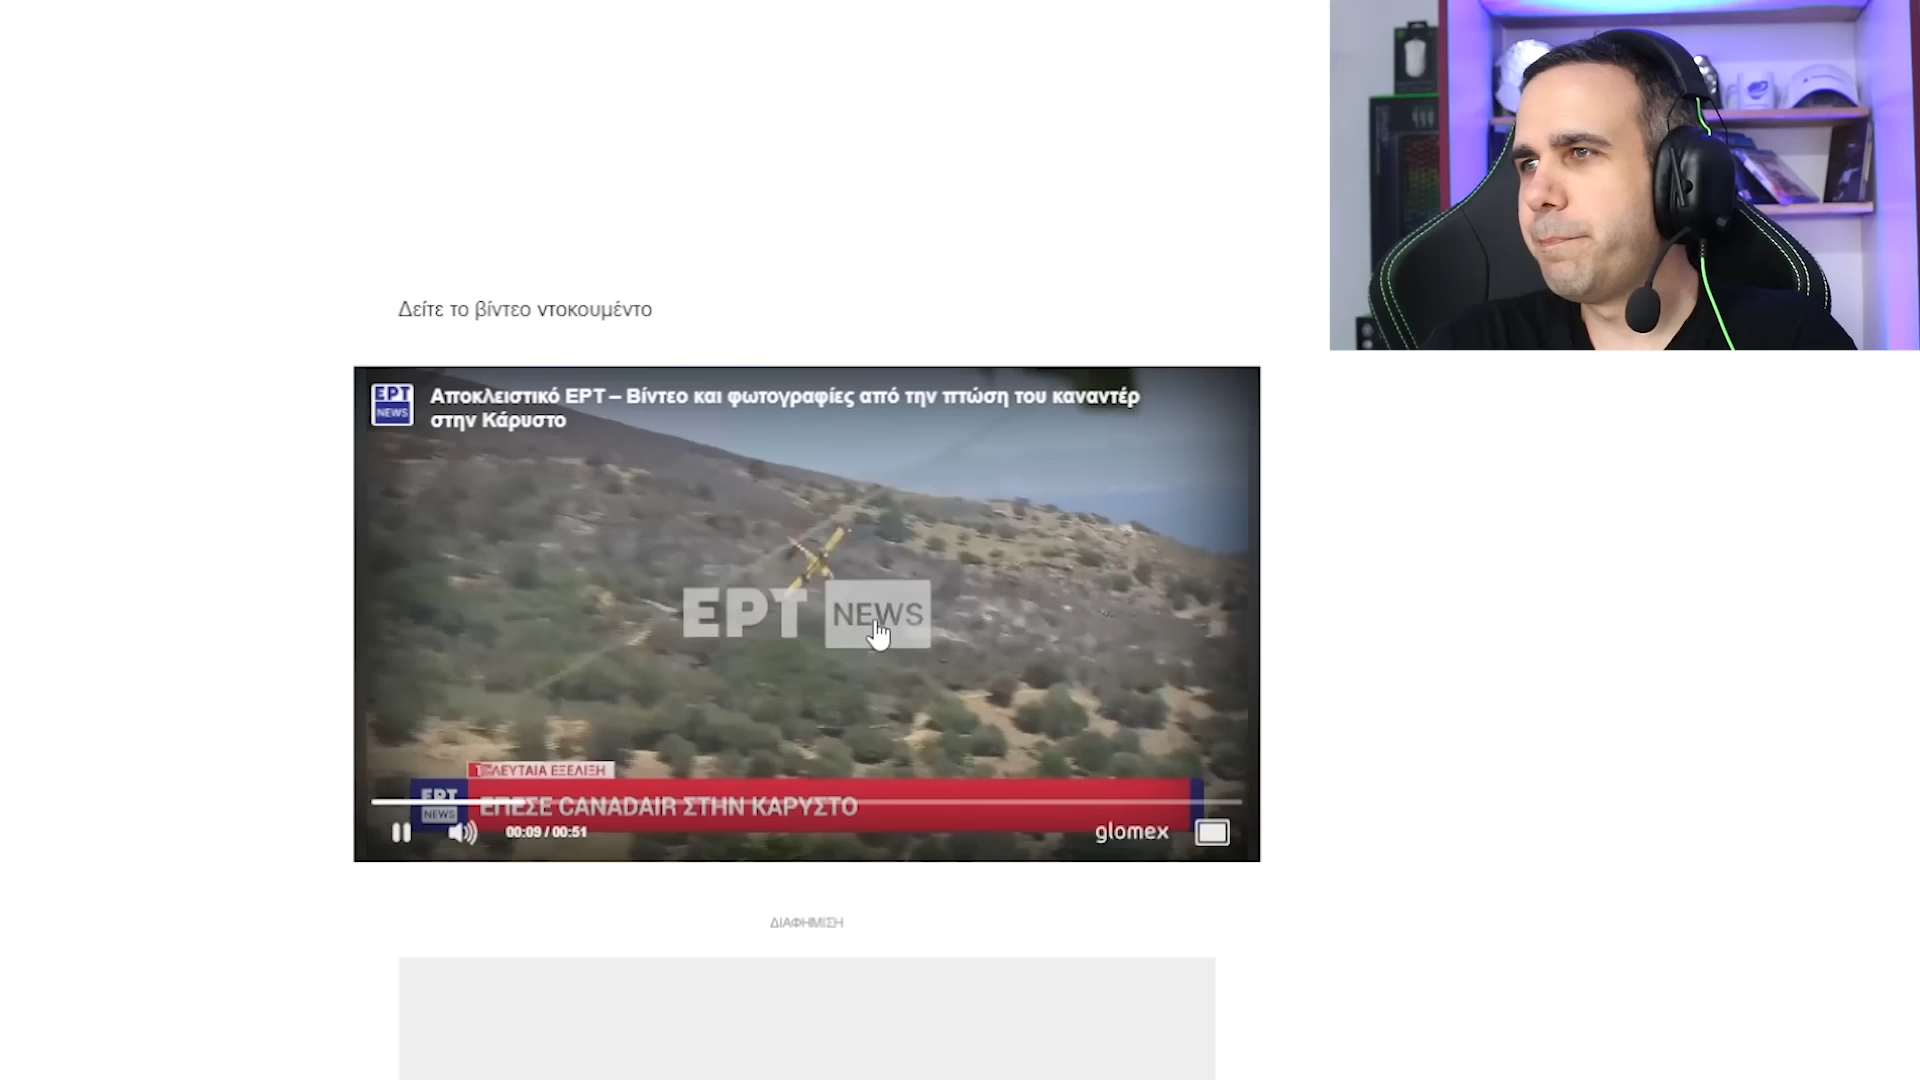 Δείτε το βίντεο ντοκουμέντο
ΕΡΤ
NEWS
Αποκλειστικό ΕΡΤ – Βίντεο και φωτογραφίες από την πτώση του καναντέρ
στην Κάρυστο
ΕΡΤ NEWS
ΤΕΛΕΥΤΑΙΑ ΕΞΕΛΙΞΗ
ΕΡΤ
NEWS
ΕΠΕΣΕ CANADAIR ΣΤΗΝ ΚΑΡΥΣΤΟ
00:09 / 00:51
glomex
ΔΙΑΦΗΜΙΣΗ